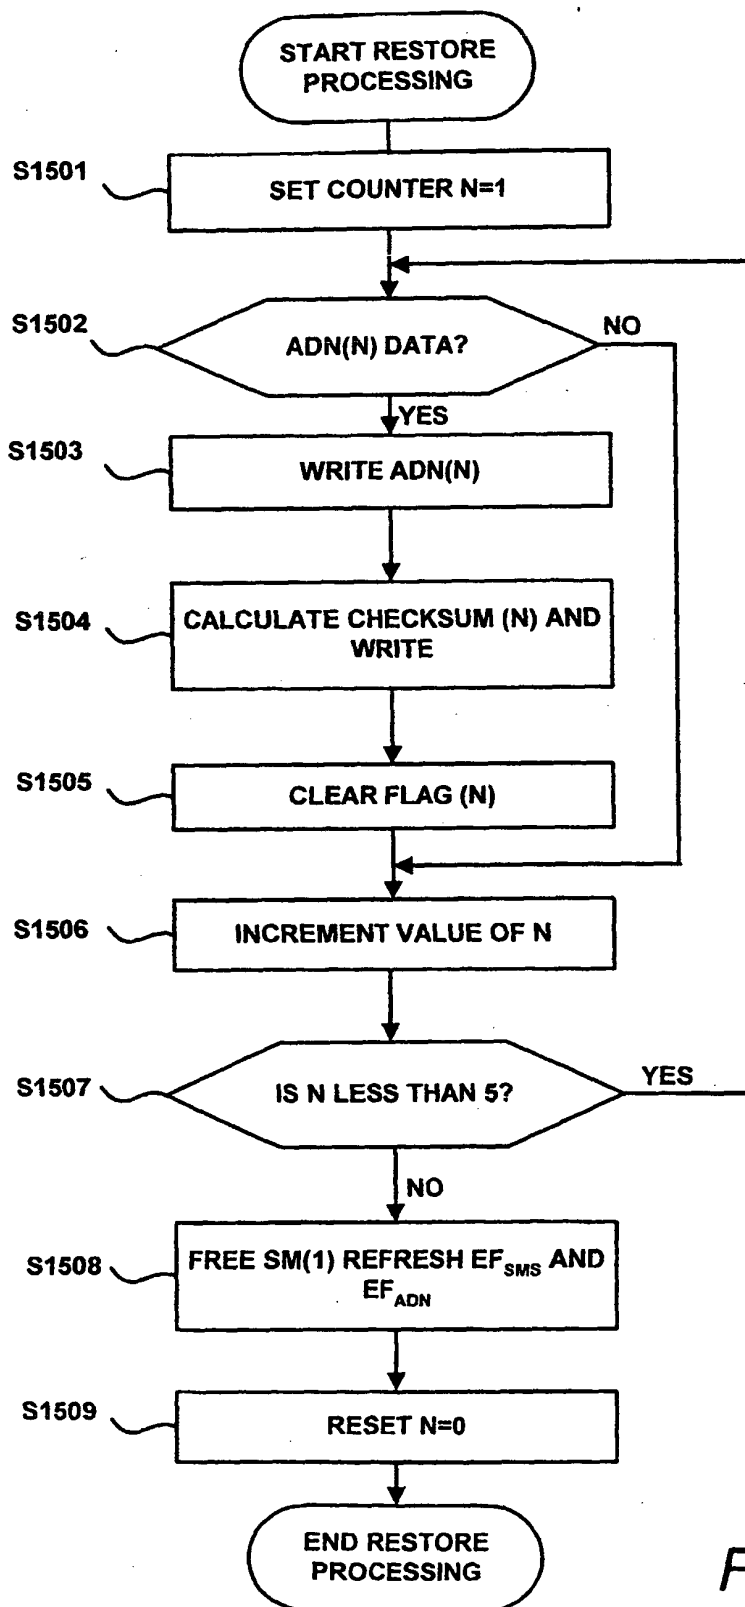 START RESTORE
PROCESSING
S1501
SET COUNTER N=1
S1502
ADN(N) DATA?
NO
YES
S1503
WRITE ADN(N)
S1504
CALCULATE CHECKSUM (N) AND
WRITE
S1505
CLEAR FLAG (N)
S1506
INCREMENT VALUE OF N
S1507
IS N LESS THAN 5?
YES
NO
S1508
FREE SM(1) REFRESH EFSMS AND
EFADN
S1509
RESET N=0
END RESTORE
PROCESSING
F